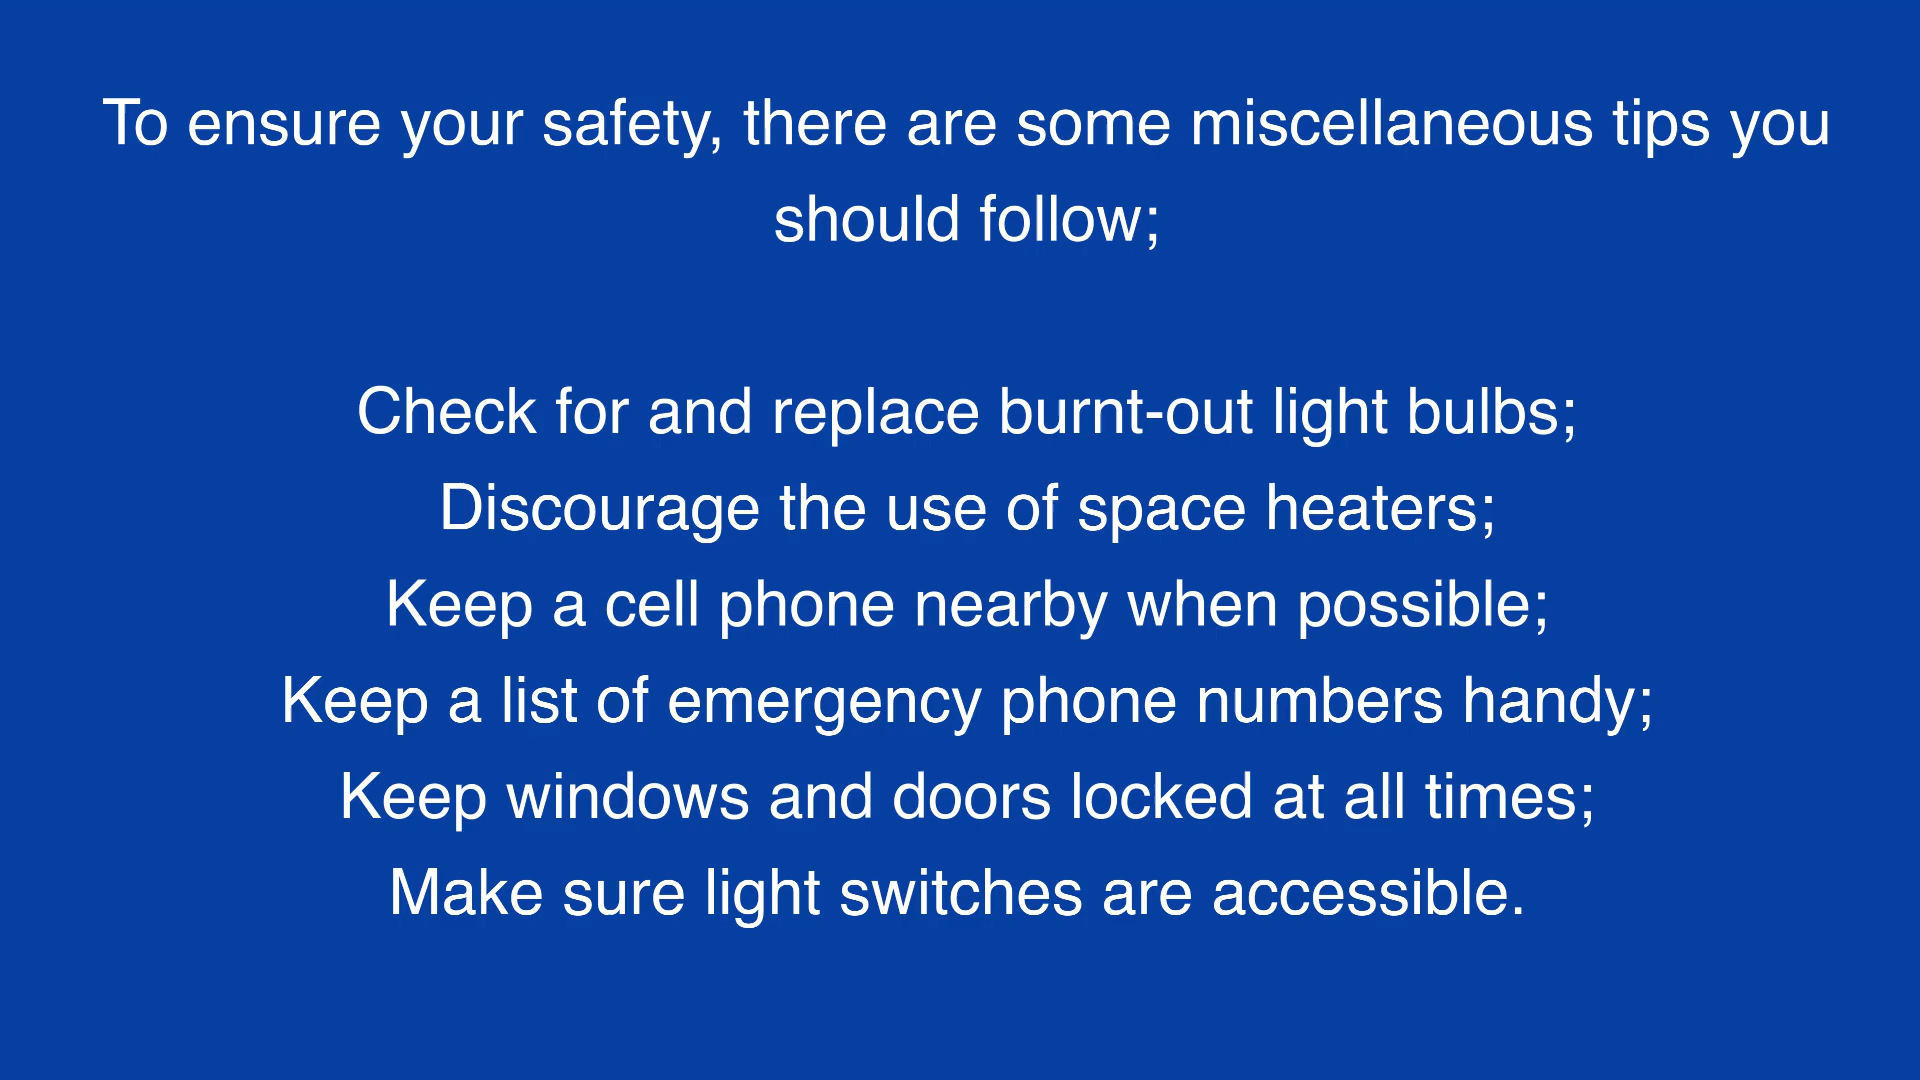 To ensure your safety, there are some miscellaneous tips you
should follow;
Check for and replace burnt-out light bulbs;
Discourage the use of space heaters;
Keep a cell phone nearby when possible;
Keep a list of emergency phone numbers handy;
Keep windows and doors locked at all times;
Make sure light switches are accessible.